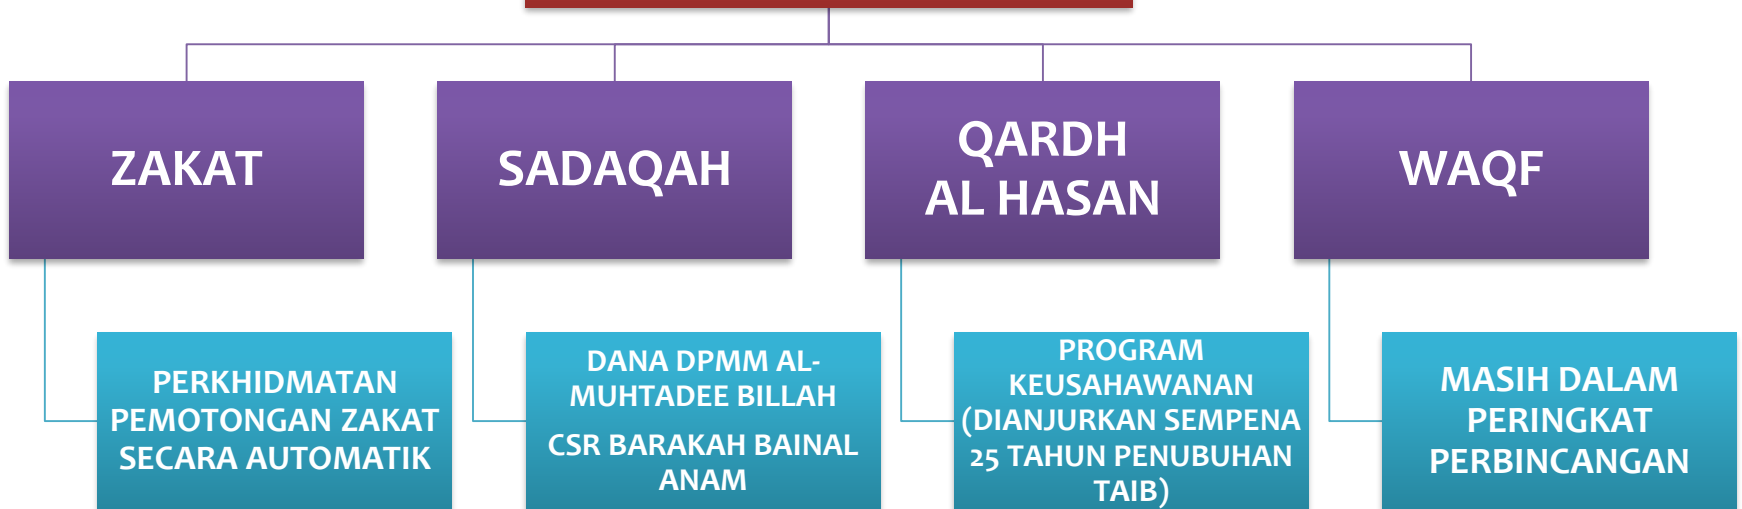 ZAKAT
SADAQAH
QARDH
AL HASAN
WAQF
PERKHIDMATAN
PEMOTONGAN ZAKAT
SECARA AUTOMATIK
DANA DPMM AL-
MUHTADEE BILLAH
CSR BARAKAH BAINAL
ANAM
PROGRAM
KEUSAHAWANAN
(DIANJURKAN SEMPENA
25 TAHUN PENUBUHAN
TAIB)
MASIH DALAM
PERINGKAT
PERBINCANGAN